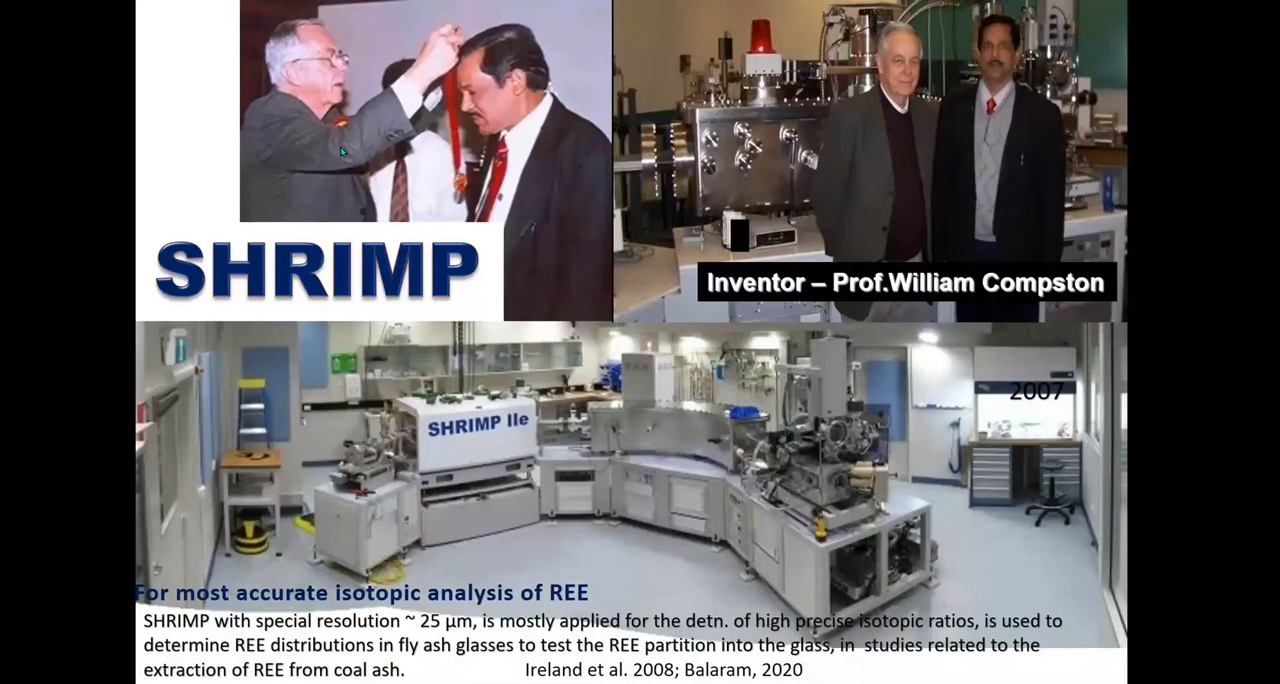 SHRIMP
Inventor – Prof.William Compston
SHRIMP IIe
2007
For most accurate isotopic analysis of REE
SHRIMP with special resolution ~ 25 µm, is mostly applied for the detn. of high precise isotopic ratios, is used to
determine REE distributions in fly ash glasses to test the REE partition into the glass, in studies related to the
extraction of REE from coal ash.
Ireland et al. 2008; Balaram, 2020